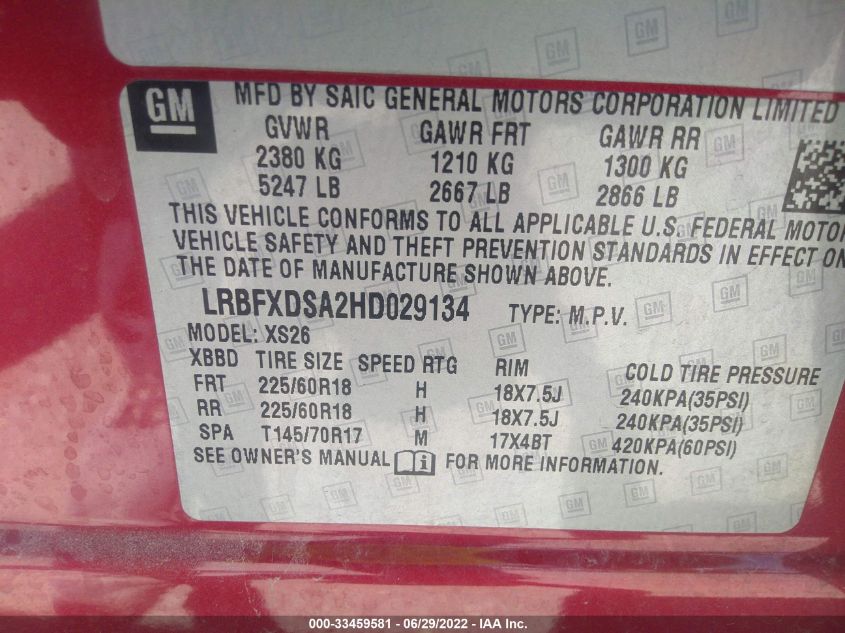 GM
MFD BY SAIC GENERAL MOTORS CORPORATION LIMITED
GVWR GAWR FRT GAWR RR
2380 KG 1210 KG 1300 KG
5247 LB 2667 LB 2866 LB
THIS VEHICLE CONFORMS TO ALL APPLICABLE U.S. FEDERAL MOTOR
VEHICLE SAFETY AND THEFT PREVENTION STANDARDS IN EFFECT ON
THE DATE OF MANUFACTURE SHOWN ABOVE.
LRBFXDSA2HD029134 TYPE: M.P.V.
MODEL: XS26
XBBD TIRE SIZE SPEED RTG RIM COLD TIRE PRESSURE
FRT 225/60R18 H 18X7.5J 240KPA(35PSI)
RR 225/60R18 H 18X7.5J 240KPA(35PSI)
SPA T145/70R17 M 17X4BT 420KPA(60PSI)
SEE OWNER'S MANUAL i FOR MORE INFORMATION.
000-33459581 - 06/29/2022 - IAA Inc.